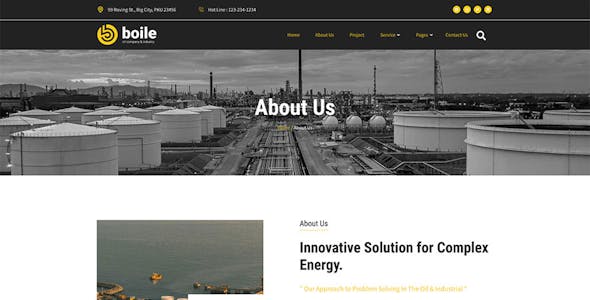 99 Roving St., Big City, PKU 23456
Hot Line : 123-234-1234
boile
oil company & industry
Home
About Us
Project
Service
Pages
Contact Us
About Us
Home / About Us
About Us
Innovative Solution for Complex
Energy.
" Our Approach to Problem Solving In The Oil & Industrial "